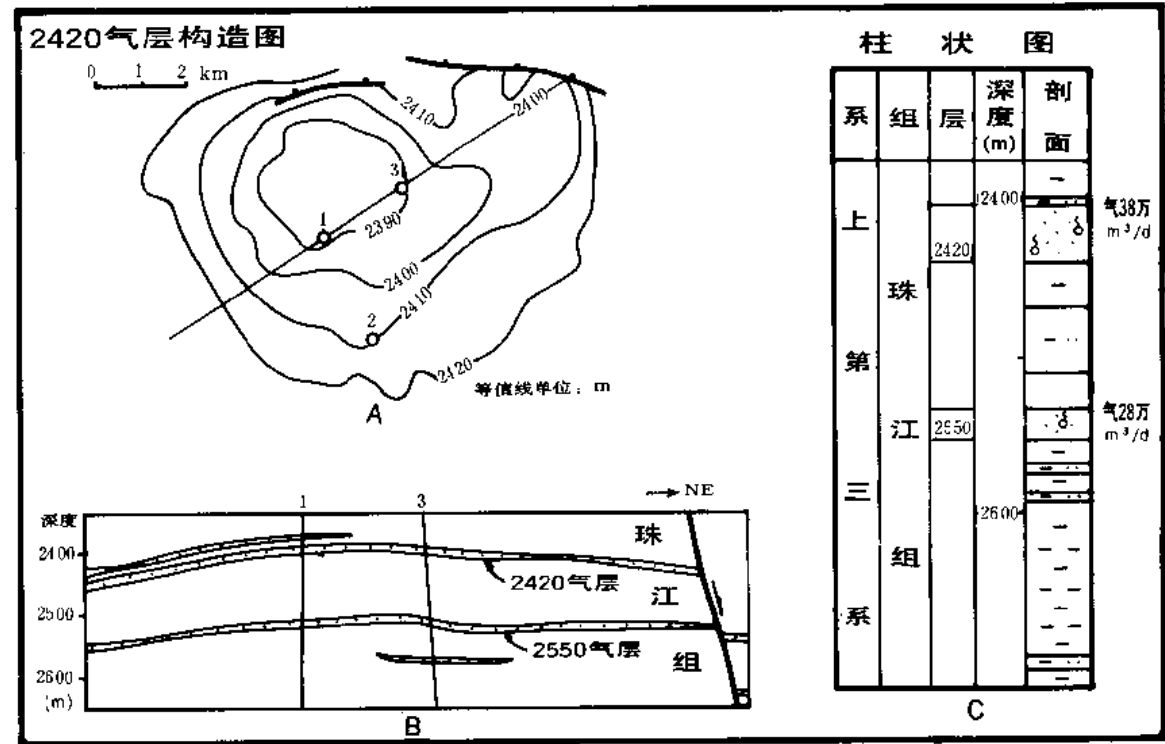 2420气层构造图
0 1 2 km
2410
2400
3
1
2390
2400
2410
2
2420
等值线单位：m
A
柱 状 图
系 组 层 深度(m) 剖面
上第三系
珠江组
2400
2420
2550
2600
气38万
m³/d
气28万
m³/d
C
1 3 → NE
深度
2400
2500
2600
(m)
2420气层
2550气层
珠江组
B